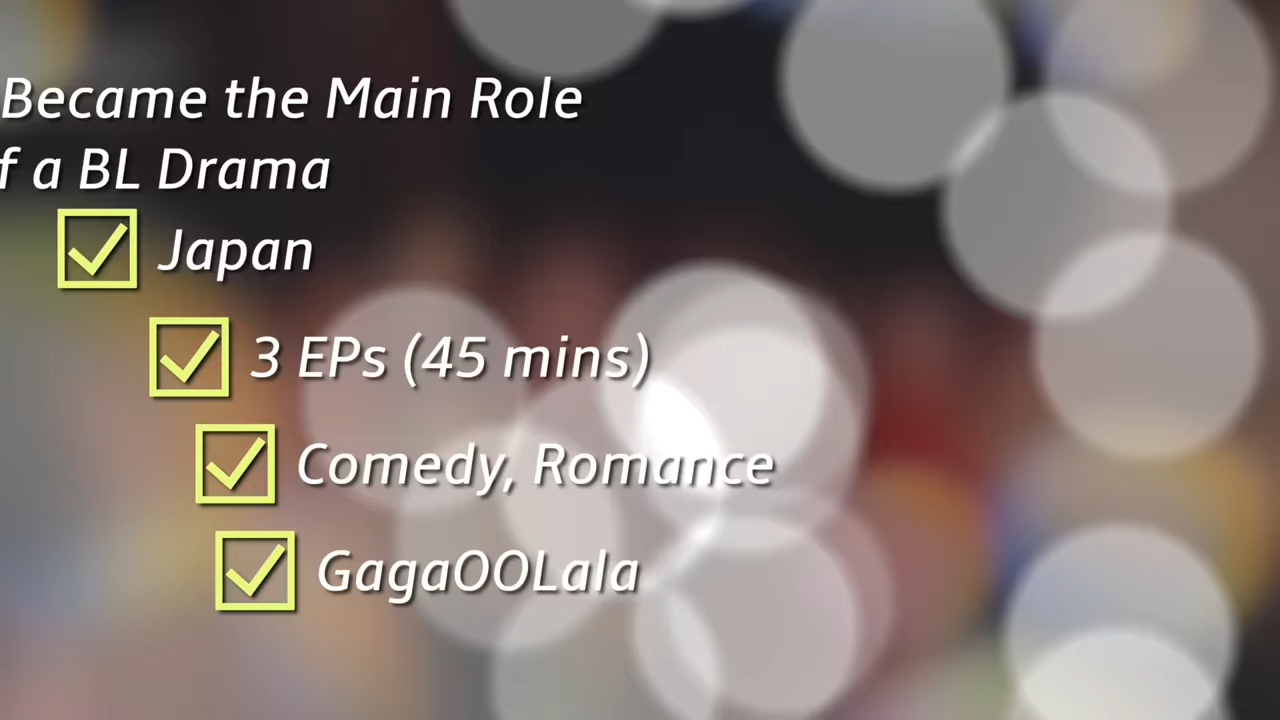 Became the Main Role
f a BL Drama
Japan
3 EPs (45 mins)
Comedy, Romance
GagaOOLala